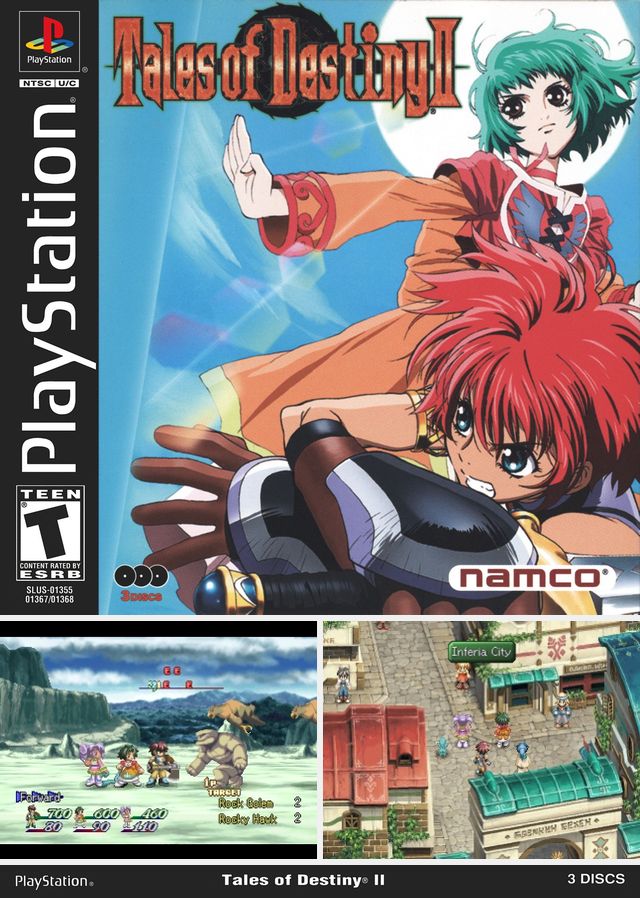 PlayStation®
NTSC U/C
PlayStation®
TEEN
T
CONTENT RATED BY
ESRB
SLUS-01355
01367/01368
Tales of Destiny II
3 DISCS
namco®
E E
E E
Forward
700 600 460
80 90 110
TARGET
Rock Golem 2
Rocky Hawk 2
Inferia City
PlayStation®
Tales of Destiny® II
3 DISCS